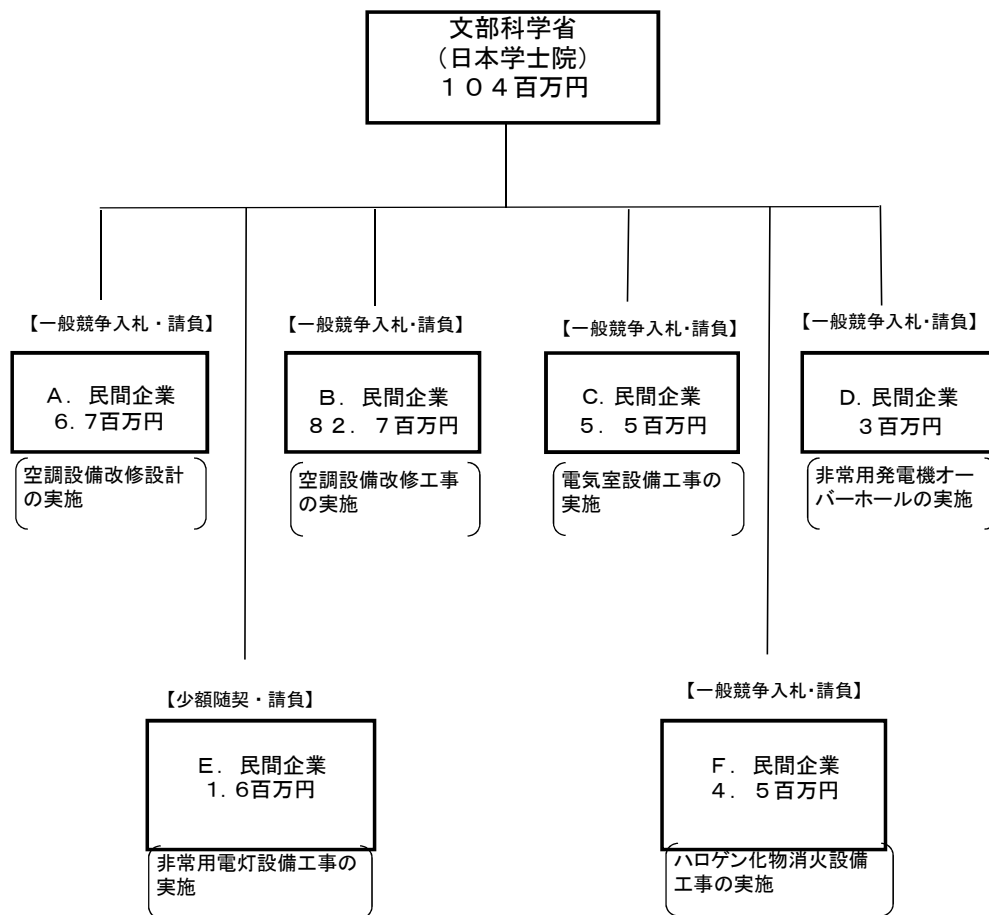 文部科学省
（日本学士院）
１０４百万円
【一般競争入札・請負】
Ａ．民間企業
６．７百万円
空調設備改修設計
の実施
【一般競争入札・請負】
Ｂ．民間企業
８２．７百万円
空調設備改修工事
の実施
【一般競争入札・請負】
Ｃ．民間企業
５．５百万円
電気室設備工事の
実施
【一般競争入札・請負】
Ｄ．民間企業
３百万円
非常用発電機オー
バーホールの実施
【少額随契・請負】
Ｅ．民間企業
１．６百万円
非常用電灯設備工事の
実施
【一般競争入札・請負】
Ｆ．民間企業
４．５百万円
ハロゲン化物消火設備
工事の実施